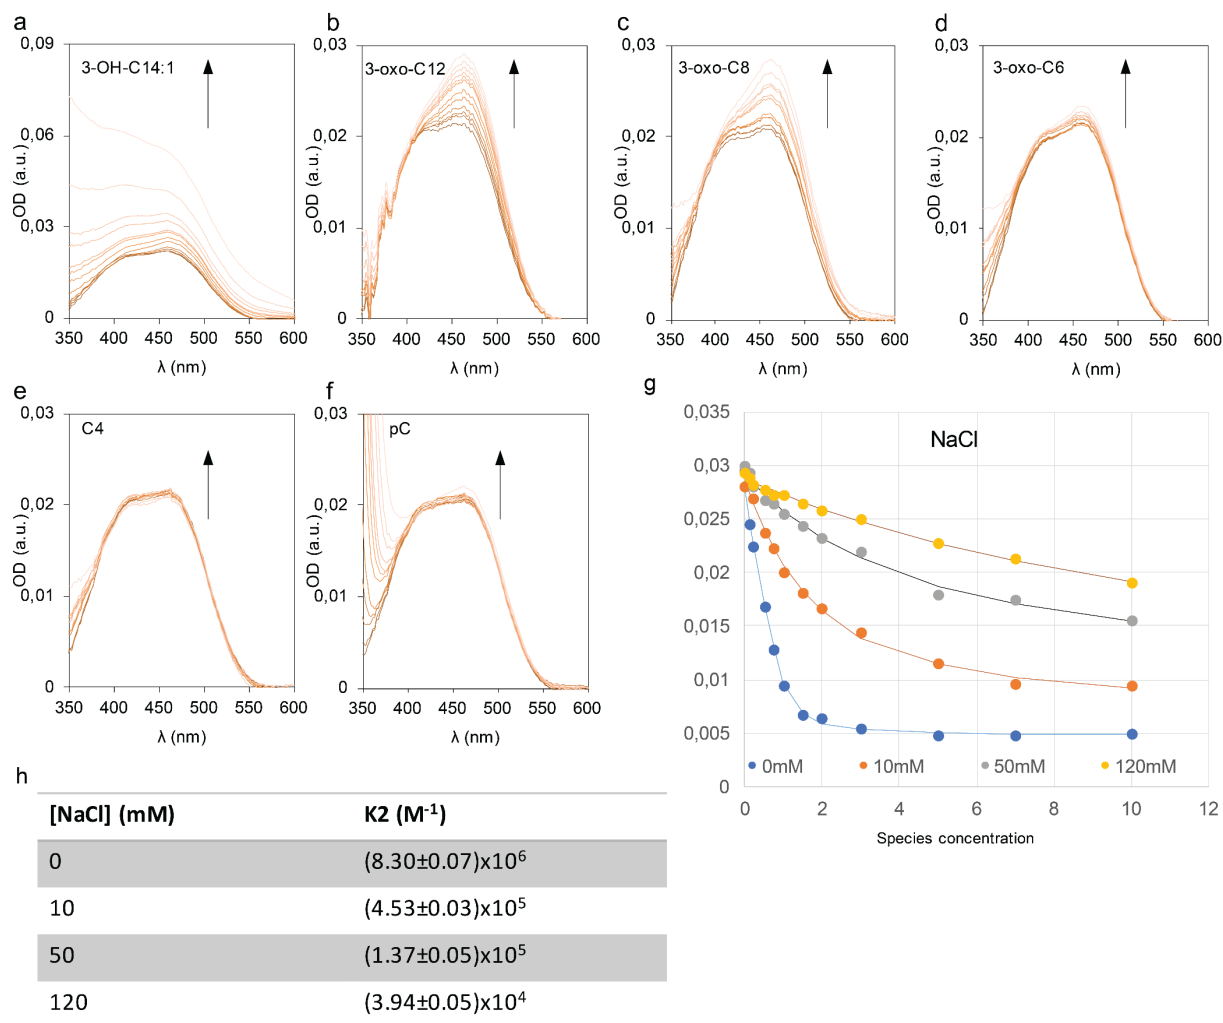 a
0,09
3-OH-C14:1
0,06
0,03
0
OD (a.u.)
350 400 450 500 550 600
λ (nm)
b
0,03
3-oxo-C12
0,02
0,01
0
OD (a.u.)
350 400 450 500 550 600
λ (nm)
c
0,03
3-oxo-C8
0,02
0,01
0
OD (a.u.)
350 400 450 500 550 600
λ (nm)
d
0,03
3-oxo-C6
0,02
0,01
0
OD (a.u.)
350 400 450 500 550 600
λ (nm)
e
0,03
C4
0,02
0,01
0
OD (a.u.)
350 400 450 500 550 600
λ (nm)
f
0,03
pC
0,02
0,01
0
OD (a.u.)
350 400 450 500 550 600
λ (nm)
g
0,035
NaCl
0,03
0,025
0,02
0,015
0,01
0,005
0
0mM 10mM 50mM 120mM
0 2 4 6 8 10 12
Species concentration
h
[NaCl] (mM) K2 (M⁻¹)
0 (8.30±0.07)x10⁶
10 (4.53±0.03)x10⁵
50 (1.37±0.05)x10⁵
120 (3.94±0.05)x10⁴